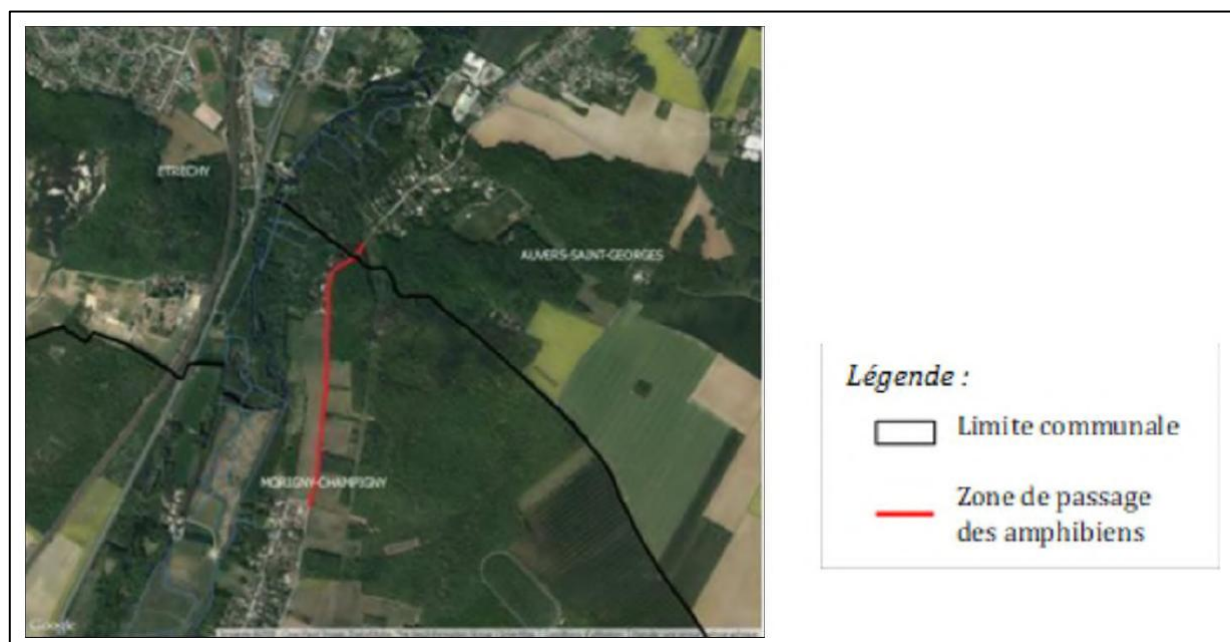 ETRECHY
AUVERS-SAINT-GEORGES
MORIGNY-CHAMPIGNY
Google
Légende :
Limite communale
Zone de passage
des amphibiens